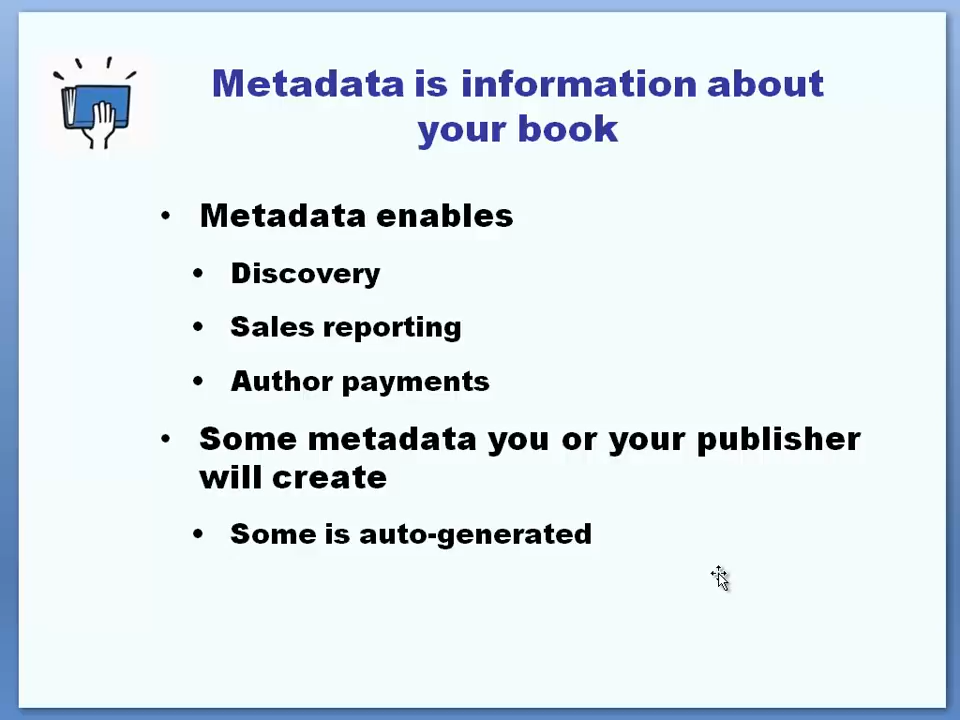 Metadata is information about
your book
• Metadata enables
• Discovery
• Sales reporting
• Author payments
• Some metadata you or your publisher
will create
• Some is auto-generated